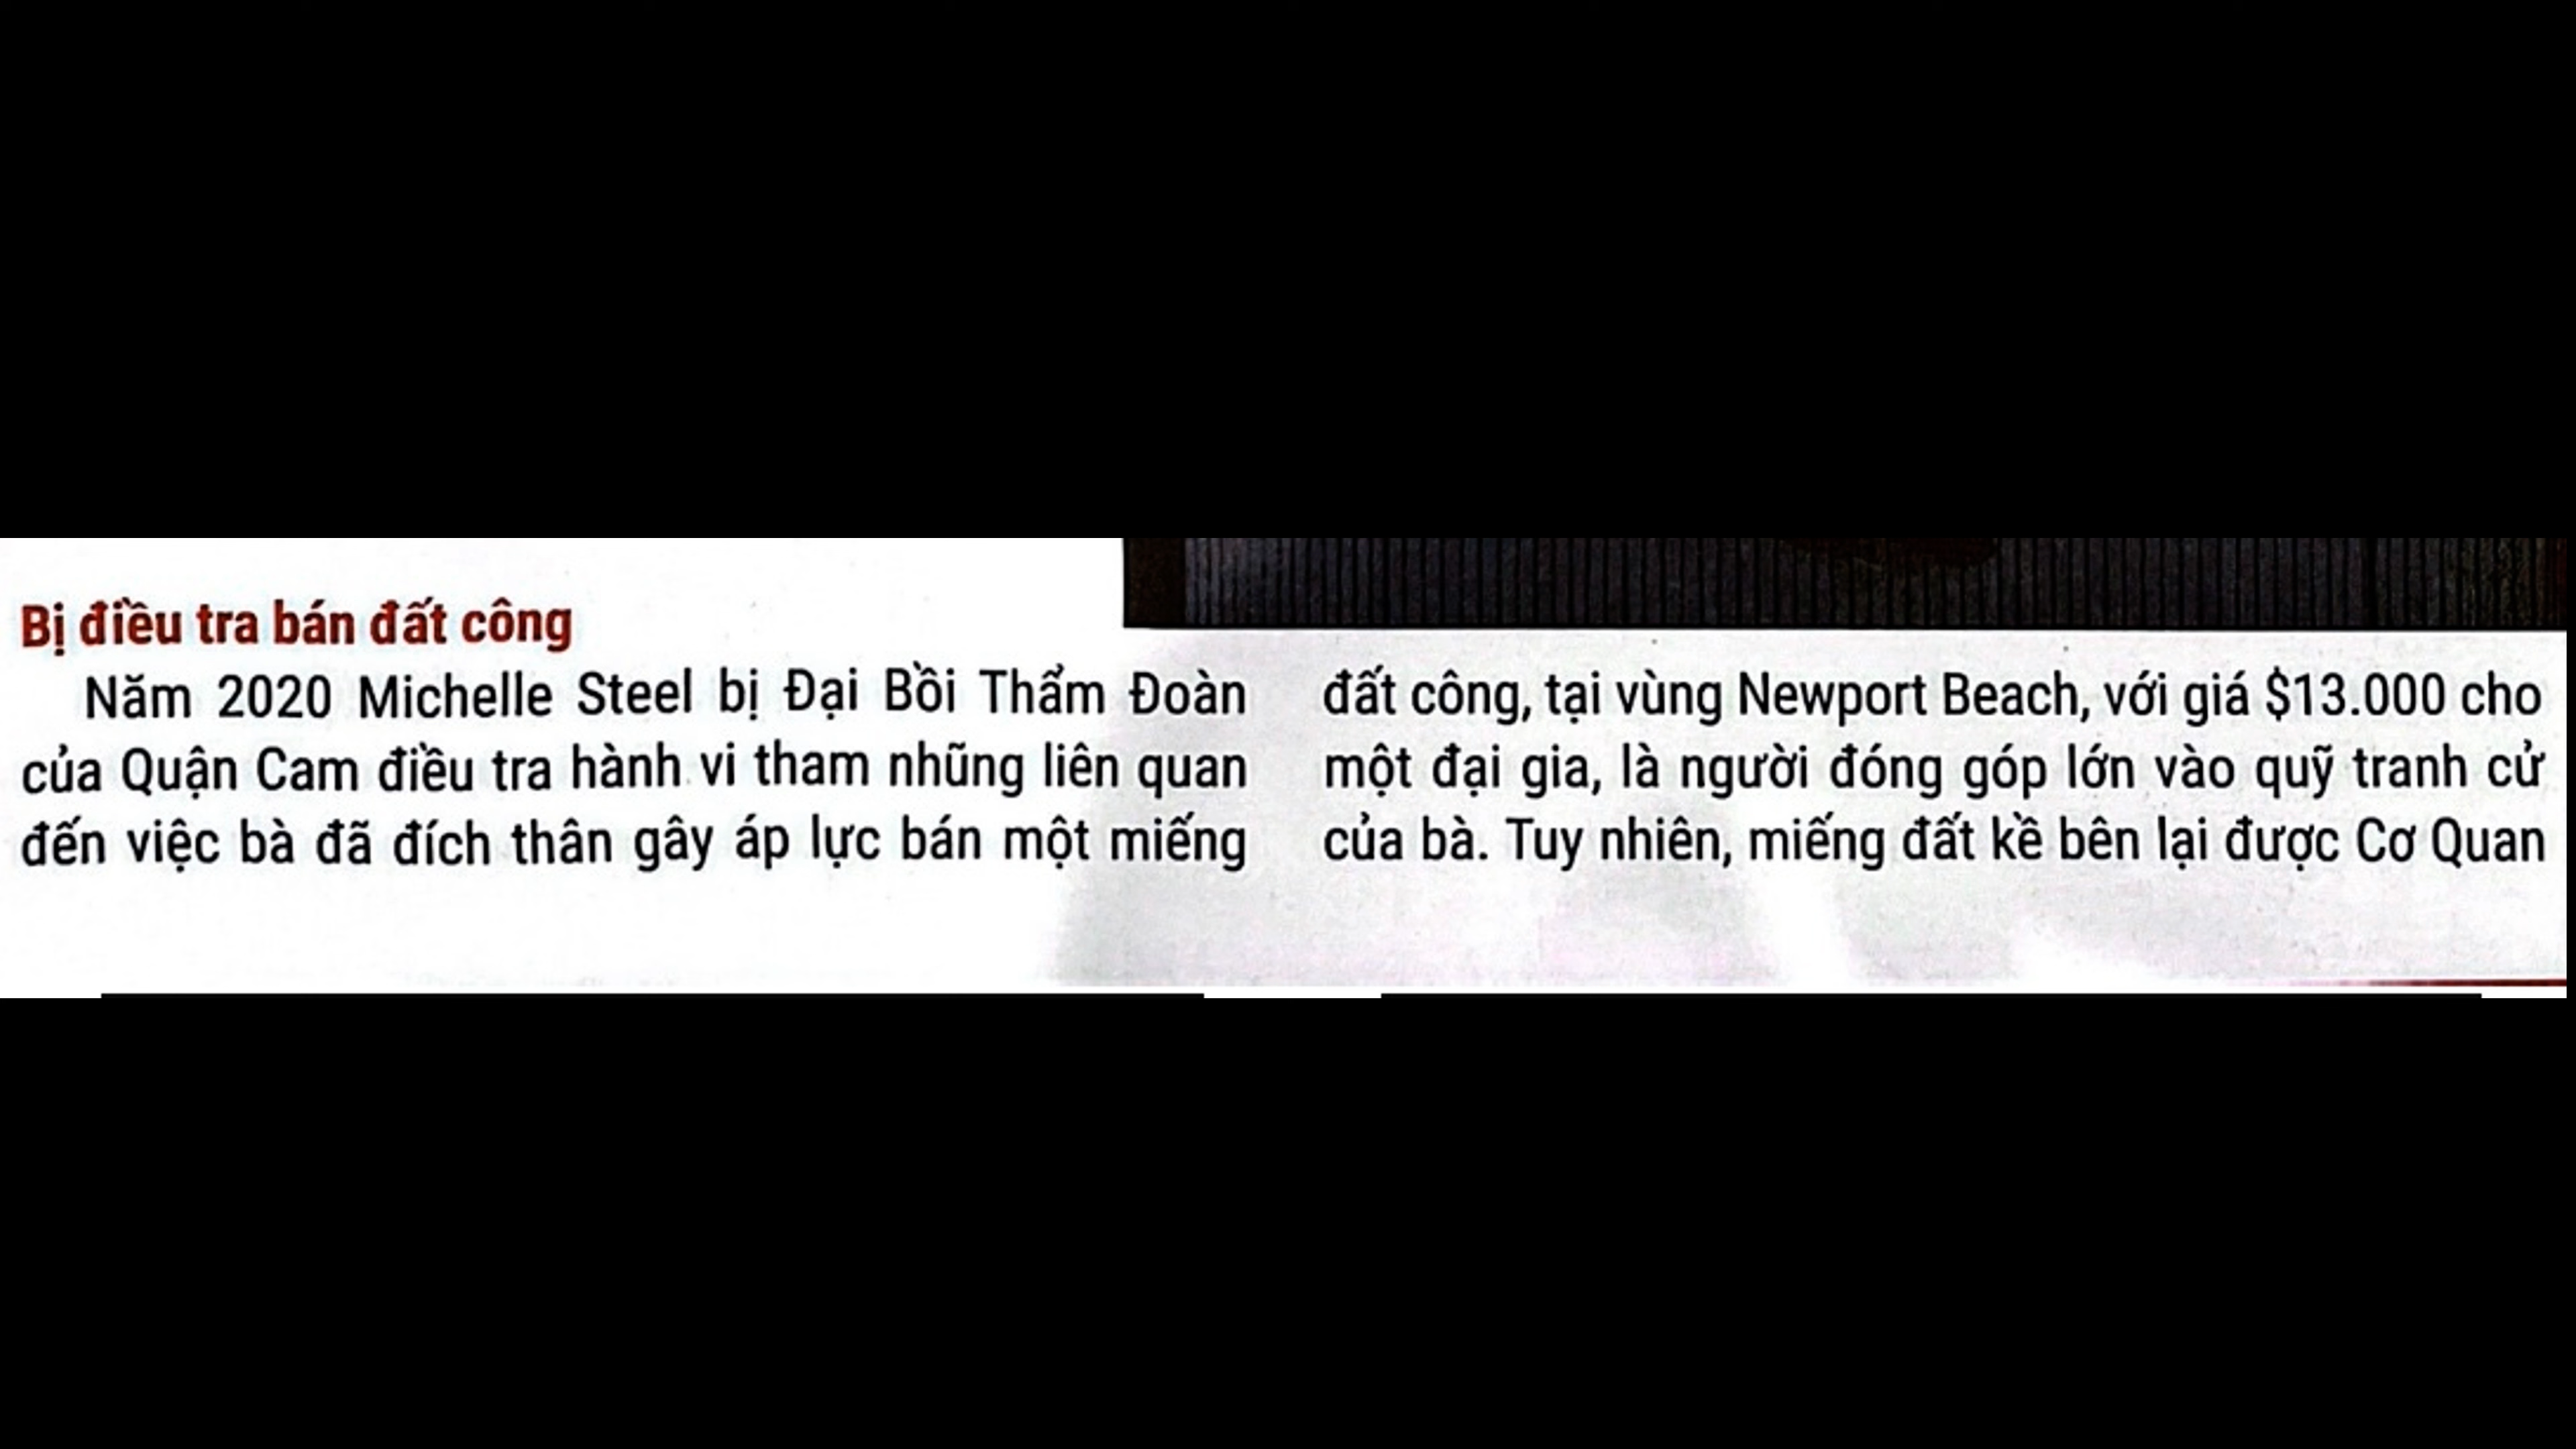 Bị điều tra bán đất công
Năm 2020 Michelle Steel bị Đại Bồi Thẩm Đoàn
của Quận Cam điều tra hành vi tham nhũng liên quan
đến việc bà đã đích thân gây áp lực bán một miếng
đất công, tại vùng Newport Beach, với giá $13.000 cho
một đại gia, là người đóng góp lớn vào quỹ tranh cử
của bà. Tuy nhiên, miếng đất kề bên lại được Cơ Quan